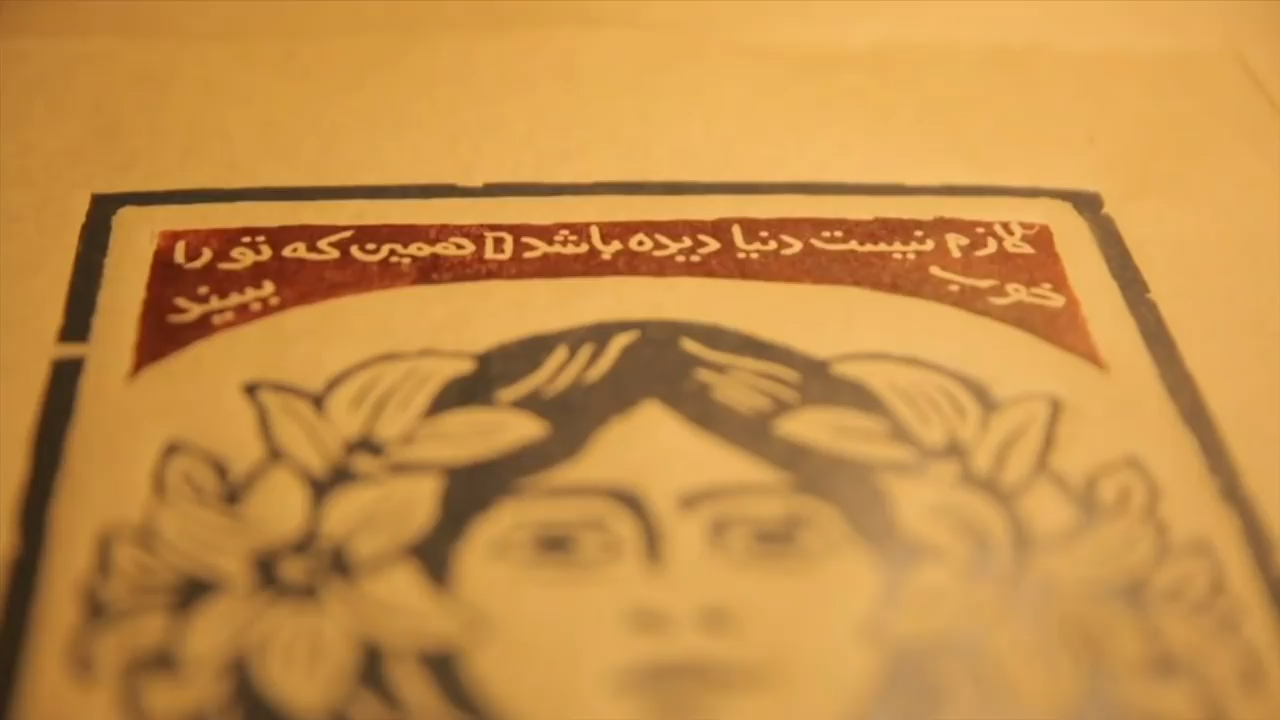 لازم نیست دنیا دیده باشد▯ همین که تو را
خوب ببیند